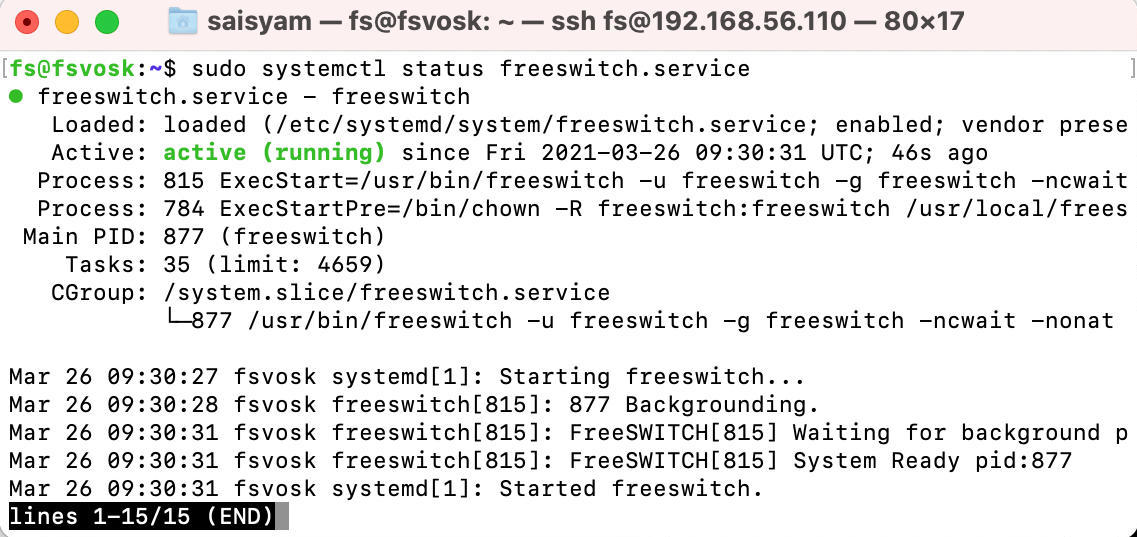 saisyam — fs@fsvosk: ~ — ssh fs@192.168.56.110 — 80×17
[fs@fsvosk:~$ sudo systemctl status freeswitch.service ]
● freeswitch.service - freeswitch
Loaded: loaded (/etc/systemd/system/freeswitch.service; enabled; vendor prese
Active: active (running) since Fri 2021-03-26 09:30:31 UTC; 46s ago
Process: 815 ExecStart=/usr/bin/freeswitch -u freeswitch -g freeswitch -ncwait
Process: 784 ExecStartPre=/bin/chown -R freeswitch:freeswitch /usr/local/frees
Main PID: 877 (freeswitch)
Tasks: 35 (limit: 4659)
CGroup: /system.slice/freeswitch.service
└─877 /usr/bin/freeswitch -u freeswitch -g freeswitch -ncwait -nonat
Mar 26 09:30:27 fsvosk systemd[1]: Starting freeswitch...
Mar 26 09:30:28 fsvosk freeswitch[815]: 877 Backgrounding.
Mar 26 09:30:31 fsvosk freeswitch[815]: FreeSWITCH[815] Waiting for background p
Mar 26 09:30:31 fsvosk freeswitch[815]: FreeSWITCH[815] System Ready pid:877
Mar 26 09:30:31 fsvosk systemd[1]: Started freeswitch.
lines 1-15/15 (END)